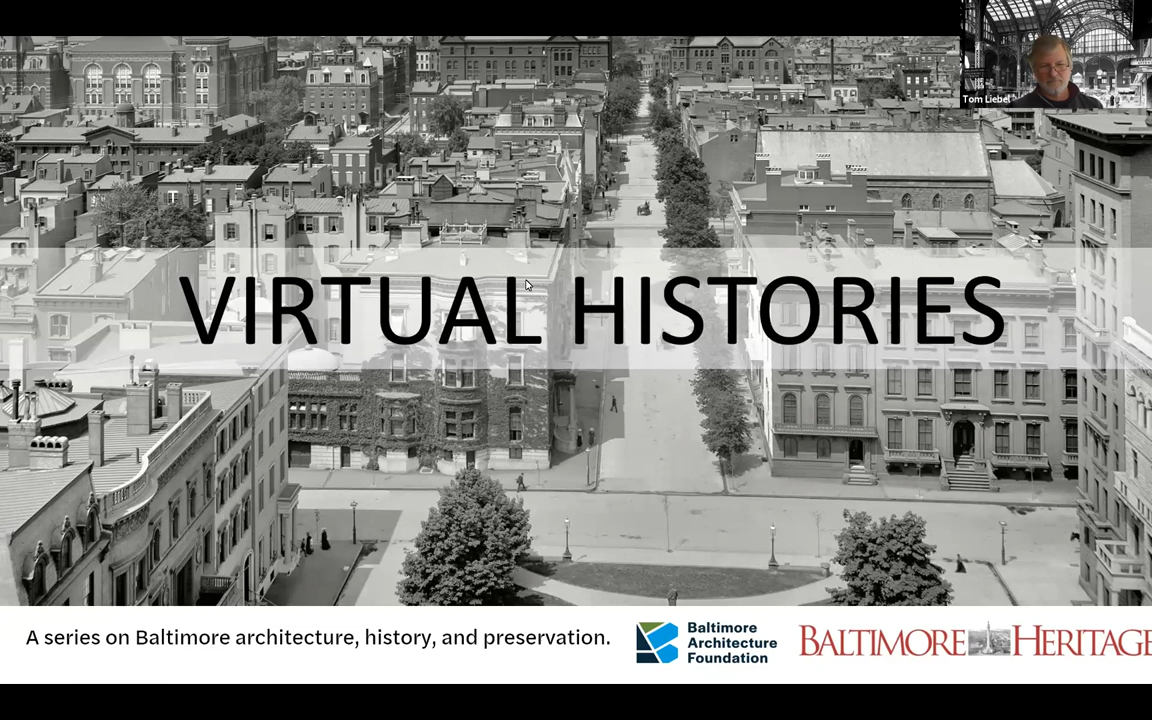 Tom Liebel
VIRTUAL HISTORIES
A series on Baltimore architecture, history, and preservation.
Baltimore
Architecture
Foundation
BALTIMORE HERITAGE